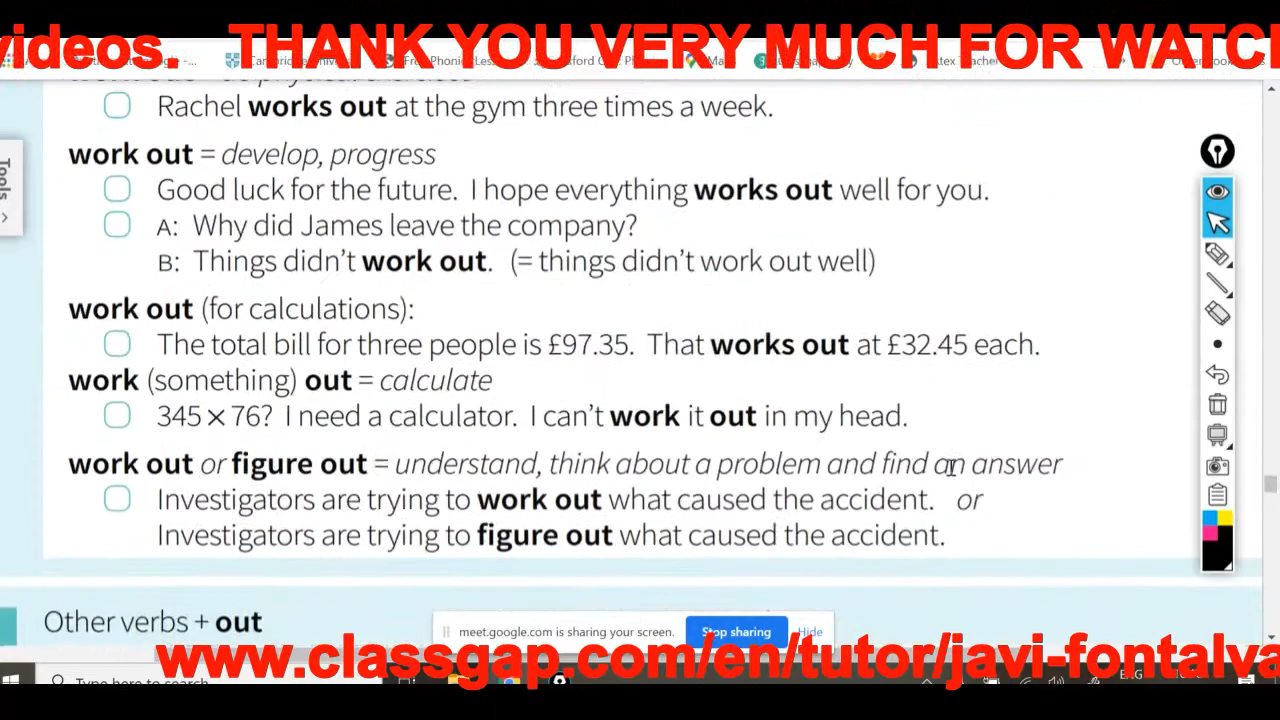 videos THANK YOU VERY MUCH FOR WATCH
Rachel works out at the gym three times a week.
work out = develop, progress
Good luck for the future. I hope everything works out well for you.
A: Why did James leave the company?
B: Things didn't work out. (= things didn't work out well)
work out (for calculations):
The total bill for three people is £97.35. That works out at £32.45 each.
work (something) out = calculate
345 × 76? I need a calculator. I can't work it out in my head.
work out or figure out = understand, think about a problem and find an answer
Investigators are trying to work out what caused the accident. or
Investigators are trying to figure out what caused the accident.
Other verbs + out
meet.google.com is sharing your screen. Stop sharing Hide
www.classgap.com/en/tutor/javi-fontalva
Type here to search
Tools